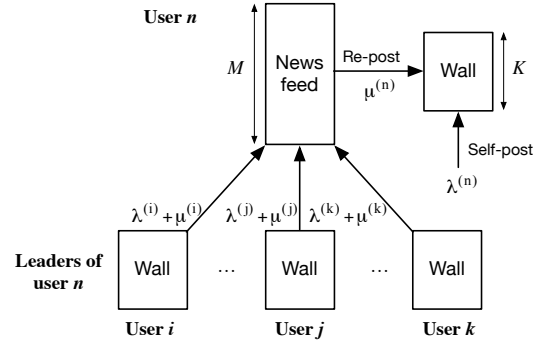 User n
M
News
feed
Re-post
μ(n)
Wall
K
Self-post
λ(n)
λ(i) + μ(i)
λ(j) + μ(j)
λ(k) + μ(k)
Leaders of
user n
Wall
...
Wall
...
Wall
User i
User j
User k